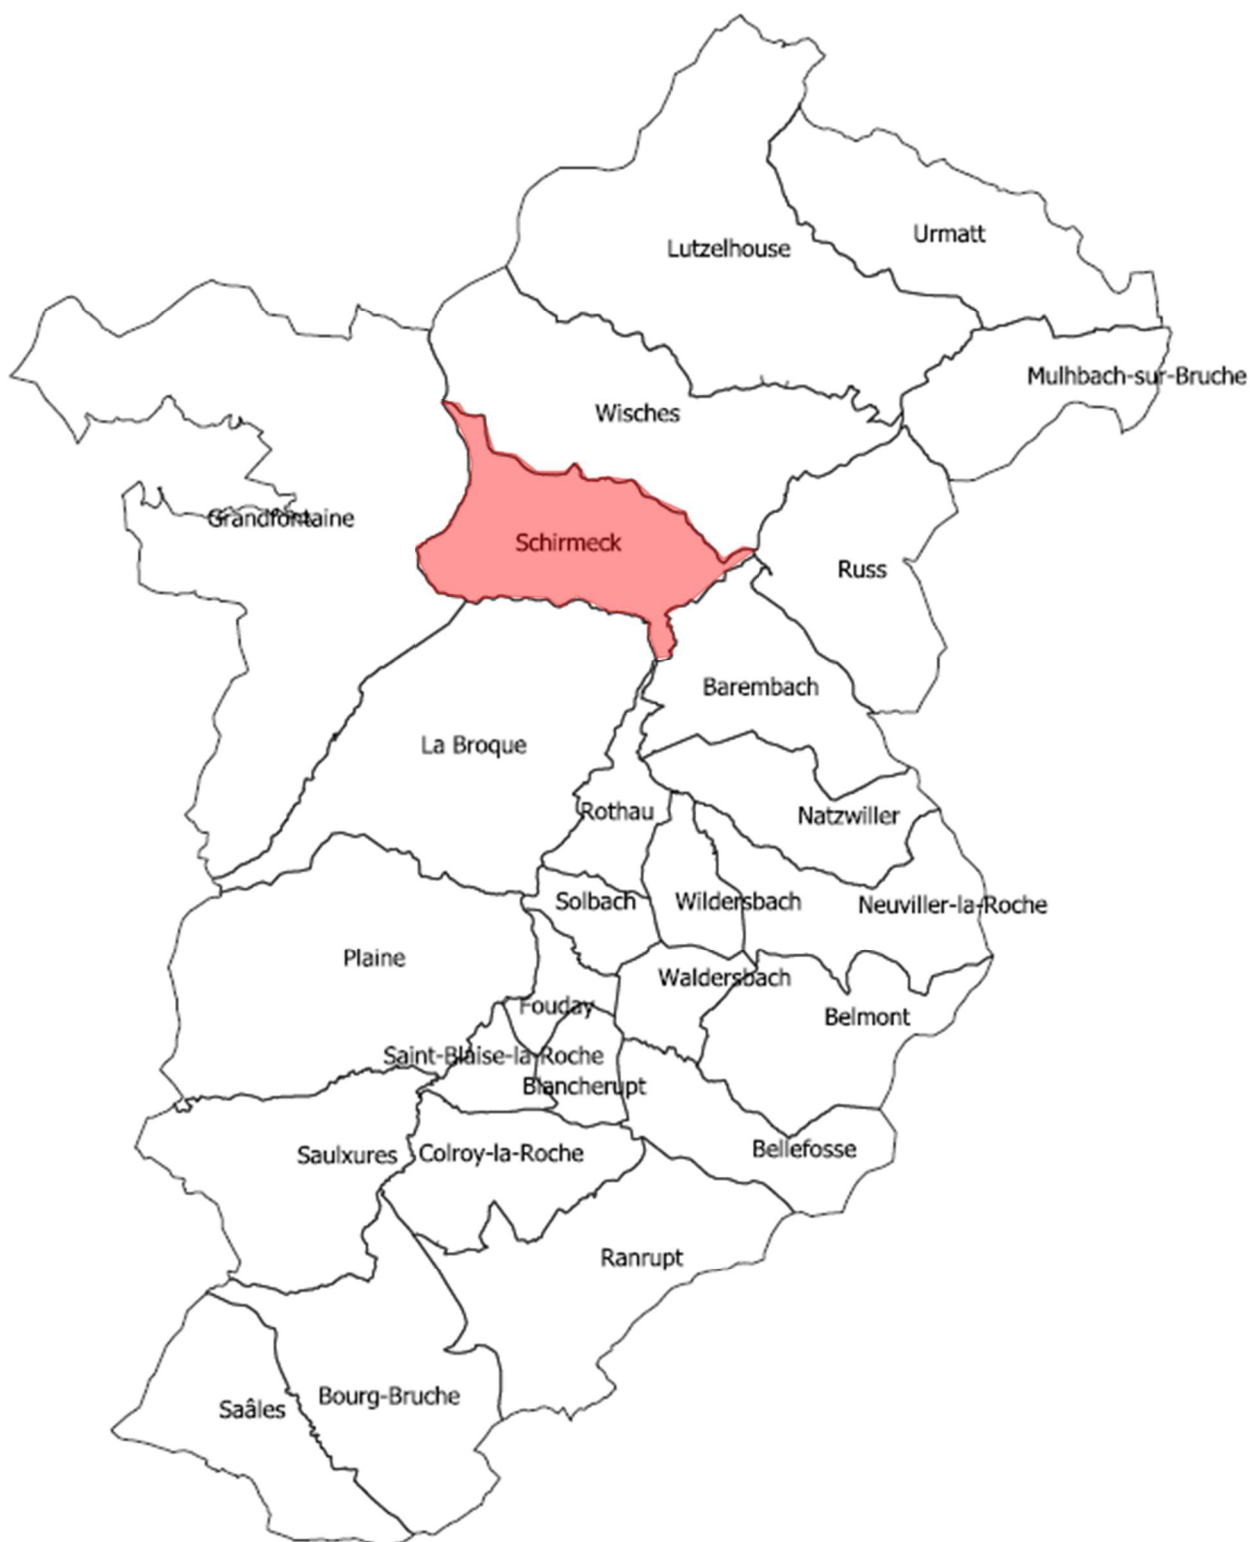 Urmatt
Lutzelhouse
Mulhbach-sur-Bruche
Wisches
Grandfontaine
Schirmeck
Russ
Barembach
La Broque
Rothau
Natzwiller
Solbach
Wildersbach
Neuviller-la-Roche
Plaine
Waldersbach
Fouday
Belmont
Saint-Blaise-la-Roche
Blancherupt
Saulxures
Colroy-la-Roche
Bellefosse
Ranrupt
Saâles
Bourg-Bruche